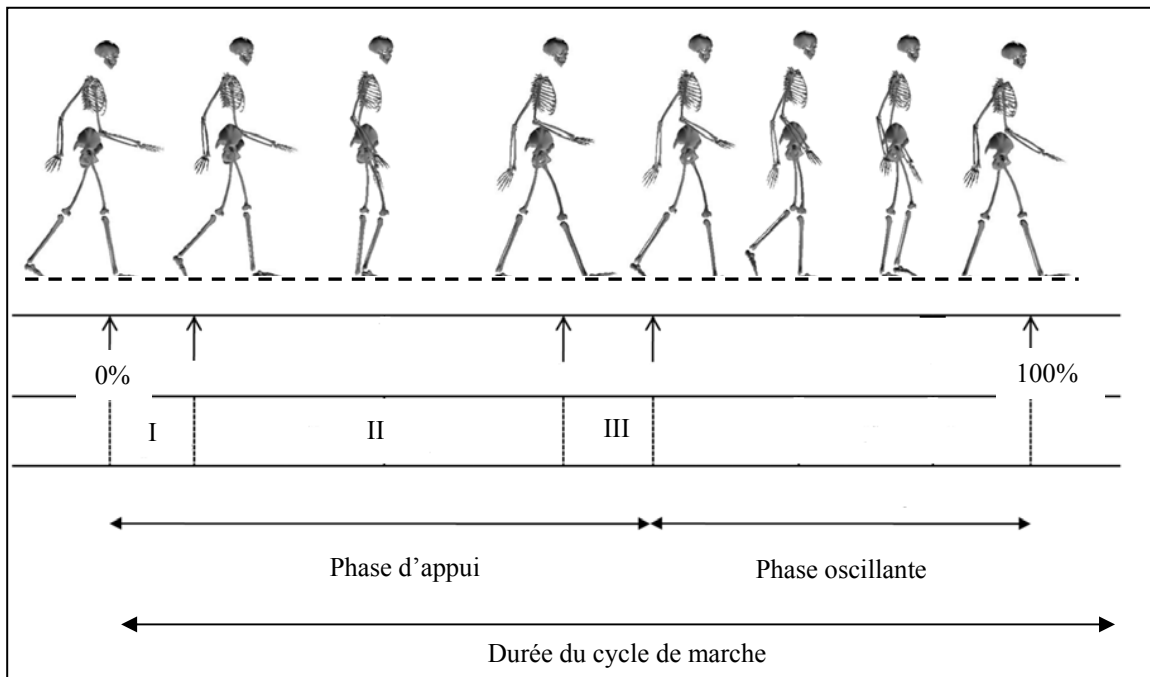 0%
100%
I
II
III
Phase d’appui
Phase oscillante
Durée du cycle de marche